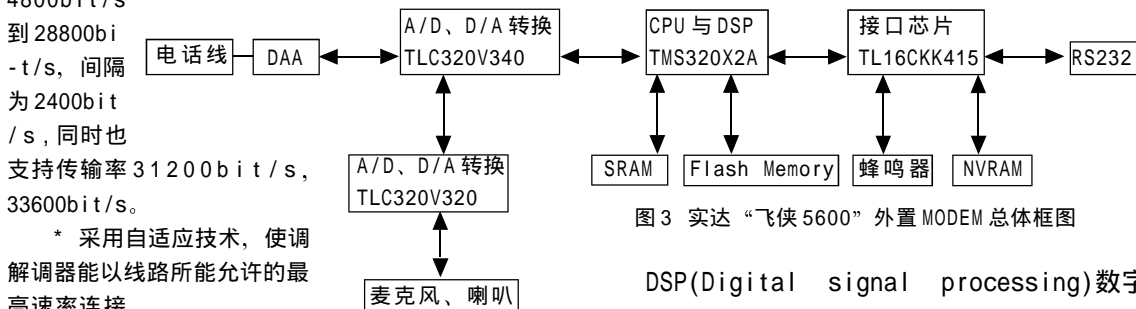 4800bit/s
到28800bi
-t/s，间隔
为2400bit
/s，同时也
支持传输率31200bit/s，
33600bit/s。
* 采用自适应技术，使调
解调器能以线路所能允许的最
高速率连接
电话线
DAA
A/D、D/A转换
TLC320V340
CPU与DSP
TMS320X2A
接口芯片
TL16CKK415
RS232
A/D、D/A转换
TLC320V320
SRAM
Flash Memory
蜂鸣器
NVRAM
麦克风、喇叭
图3 实达“飞侠5600”外置MODEM总体框图
DSP(Digital signal processing)数字